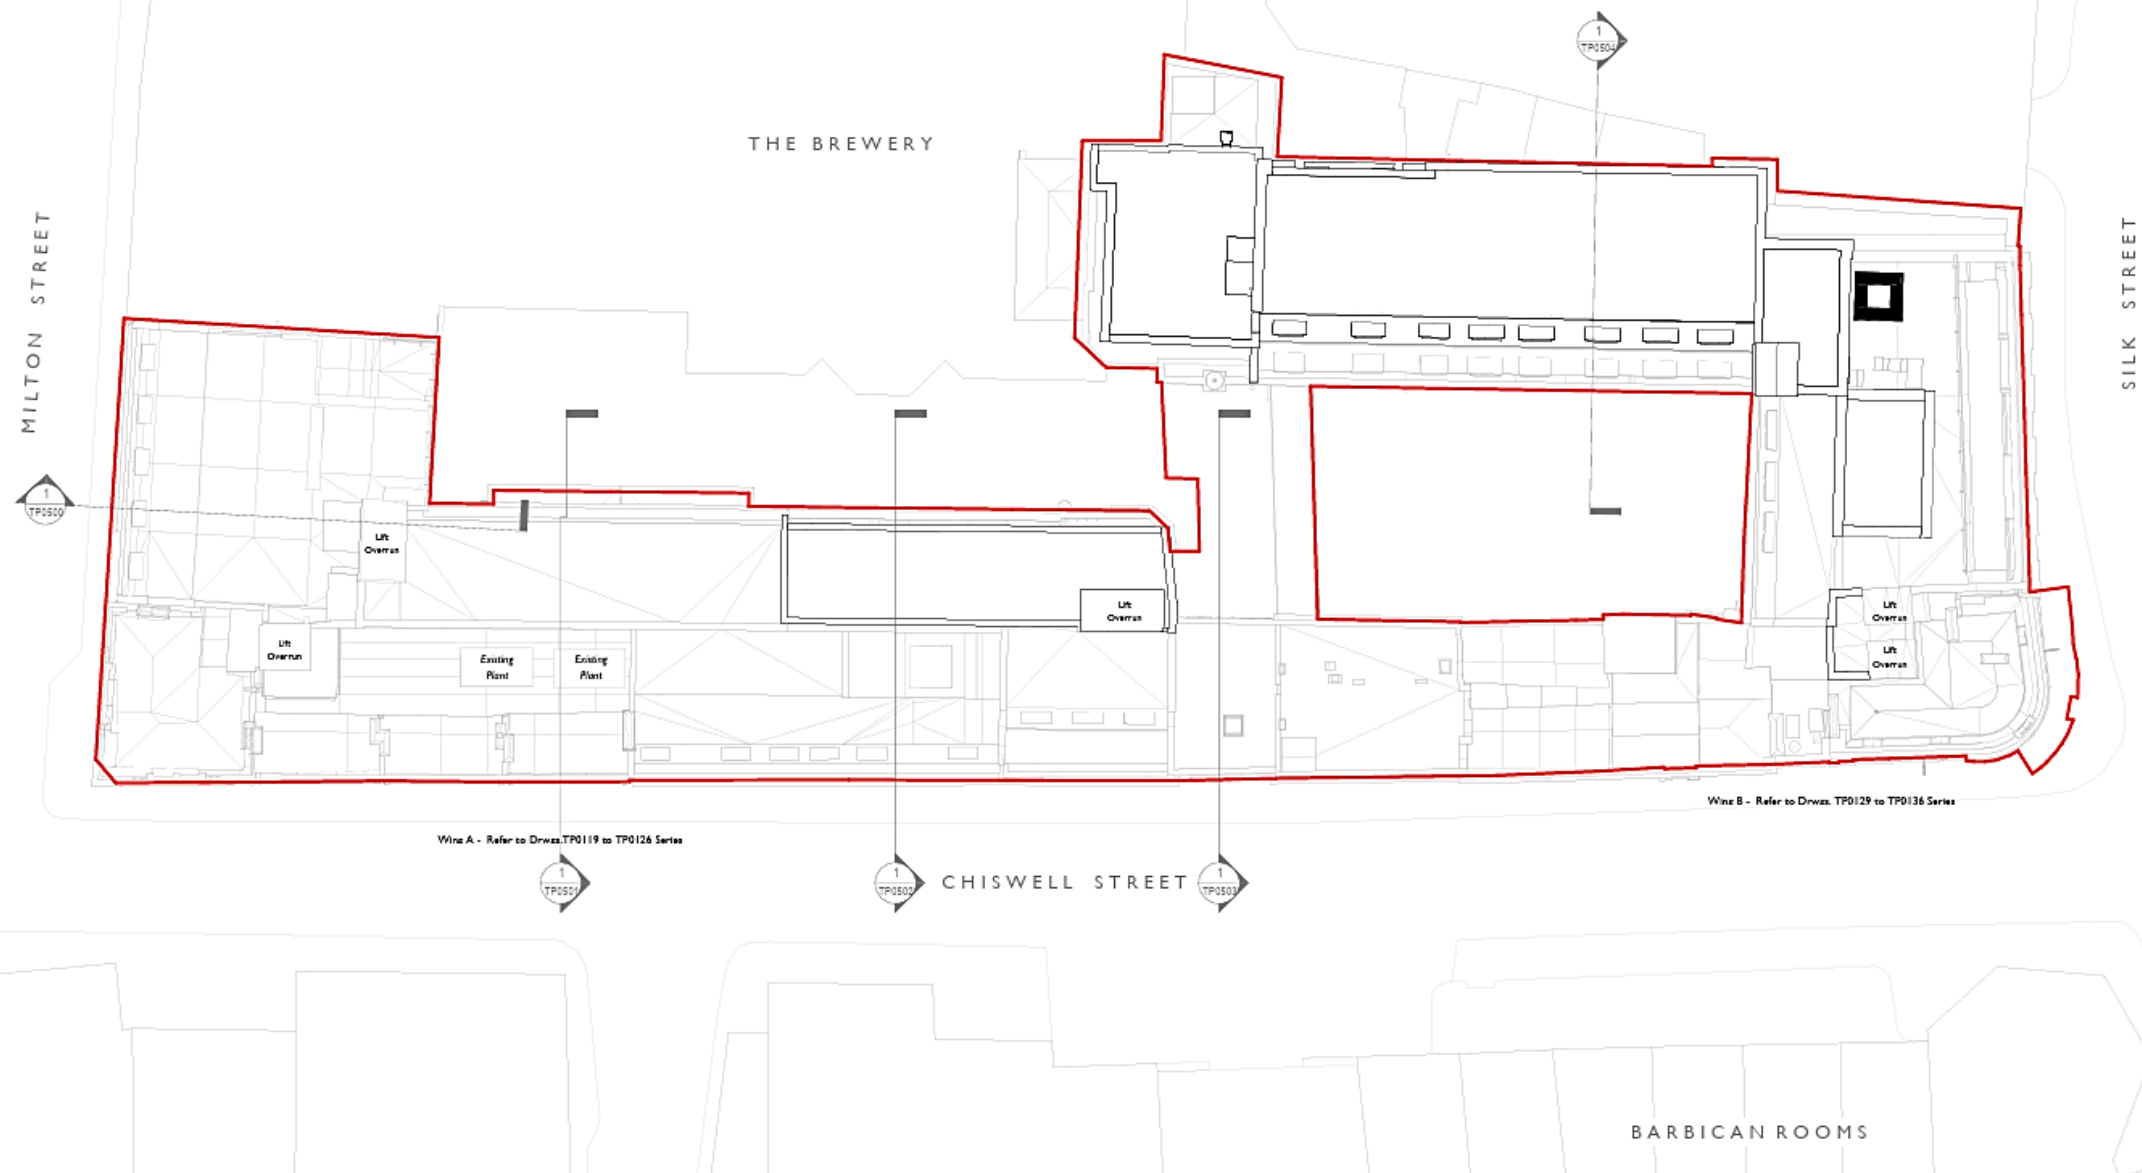 1
TP0504
THE BREWERY
MILTON STREET
SILK STREET
1
TP0500
Lift
Overrun
Lift
Overrun
Lift
Overrun
Lift
Overrun
Lift
Overrun
Existing
Plant
Existing
Plant
Wing B - Refer to Drwgs. TP0129 to TP0136 Series
Wing A - Refer to Drwgs.TP0119 to TP0126 Series
1
TP0501
1
TP0502
CHISWELL STREET
1
TP0503
BARBICAN ROOMS